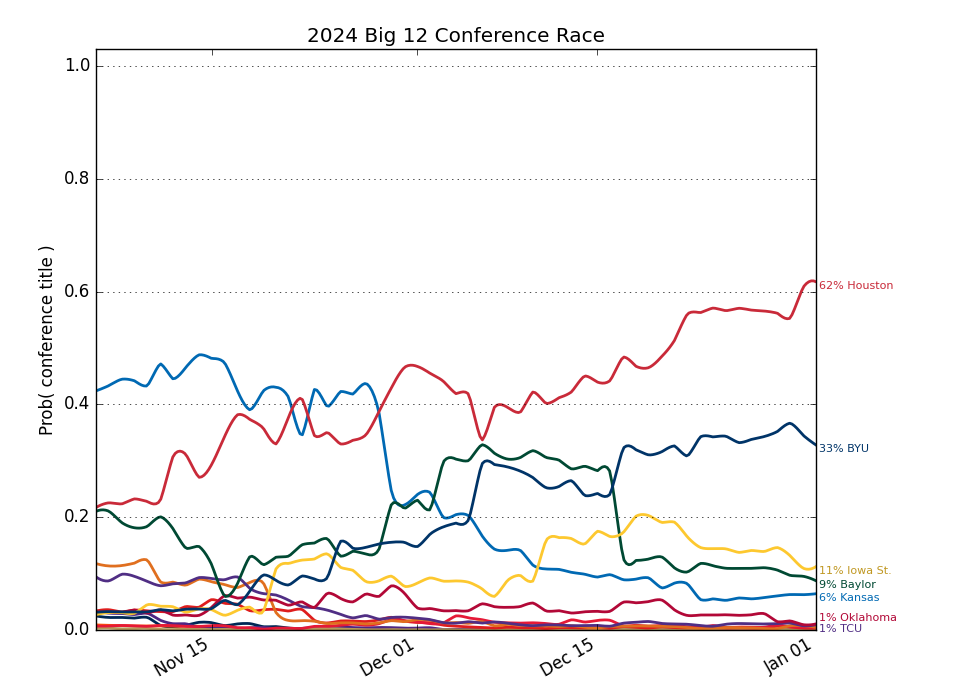 2024 Big 12 Conference Race
Prob( conference title )
1.0
0.8
0.6
0.4
0.2
0.0
Nov 15
Dec 01
Dec 15
Jan 01
62% Houston
33% BYU
11% Iowa St.
9% Baylor
6% Kansas
1% Oklahoma
1% TCU